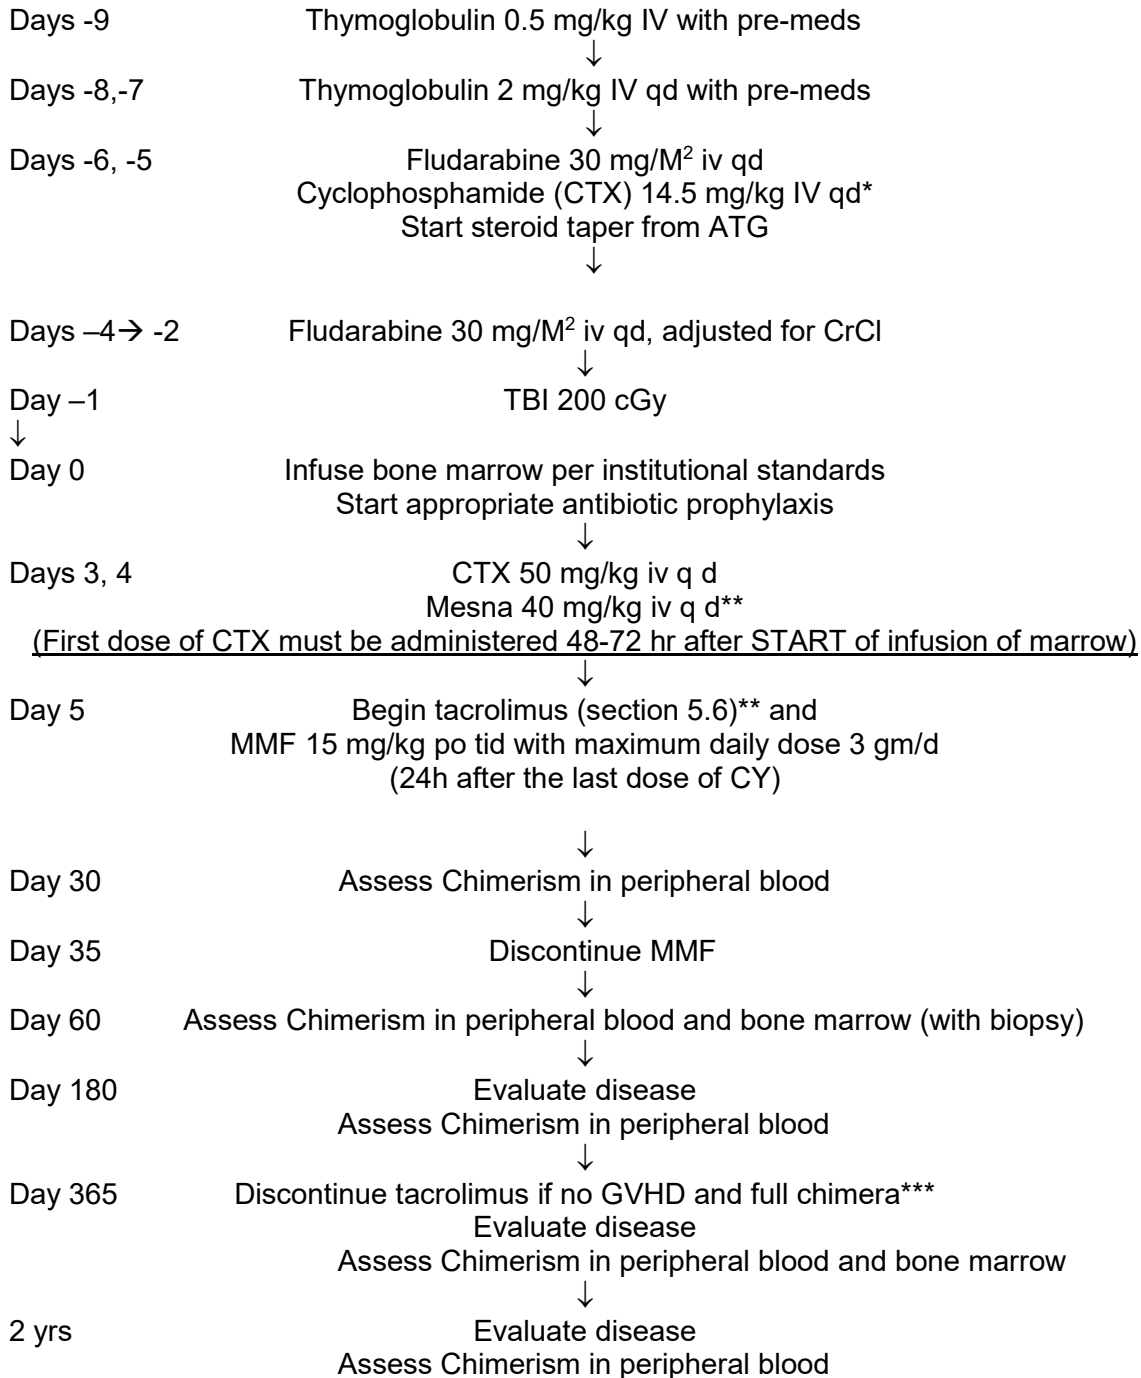 Days -9 Thymoglobulin 0.5 mg/kg IV with pre-meds
↓
Days -8,-7 Thymoglobulin 2 mg/kg IV qd with pre-meds
↓
Days -6, -5 Fludarabine 30 mg/M² iv qd
Cyclophosphamide (CTX) 14.5 mg/kg IV qd*
Start steroid taper from ATG
↓
Days –4→ -2 Fludarabine 30 mg/M² iv qd, adjusted for CrCl
↓
Day –1 TBI 200 cGy
↓
Day 0 Infuse bone marrow per institutional standards
Start appropriate antibiotic prophylaxis
↓
Days 3, 4 CTX 50 mg/kg iv q d
Mesna 40 mg/kg iv q d**
(First dose of CTX must be administered 48-72 hr after START of infusion of marrow)
↓
Day 5 Begin tacrolimus (section 5.6)** and
MMF 15 mg/kg po tid with maximum daily dose 3 gm/d
(24h after the last dose of CY)
↓
Day 30 Assess Chimerism in peripheral blood
↓
Day 35 Discontinue MMF
↓
Day 60 Assess Chimerism in peripheral blood and bone marrow (with biopsy)
↓
Day 180 Evaluate disease
Assess Chimerism in peripheral blood
↓
Day 365 Discontinue tacrolimus if no GVHD and full chimera***
Evaluate disease
Assess Chimerism in peripheral blood and bone marrow
↓
2 yrs Evaluate disease
Assess Chimerism in peripheral blood